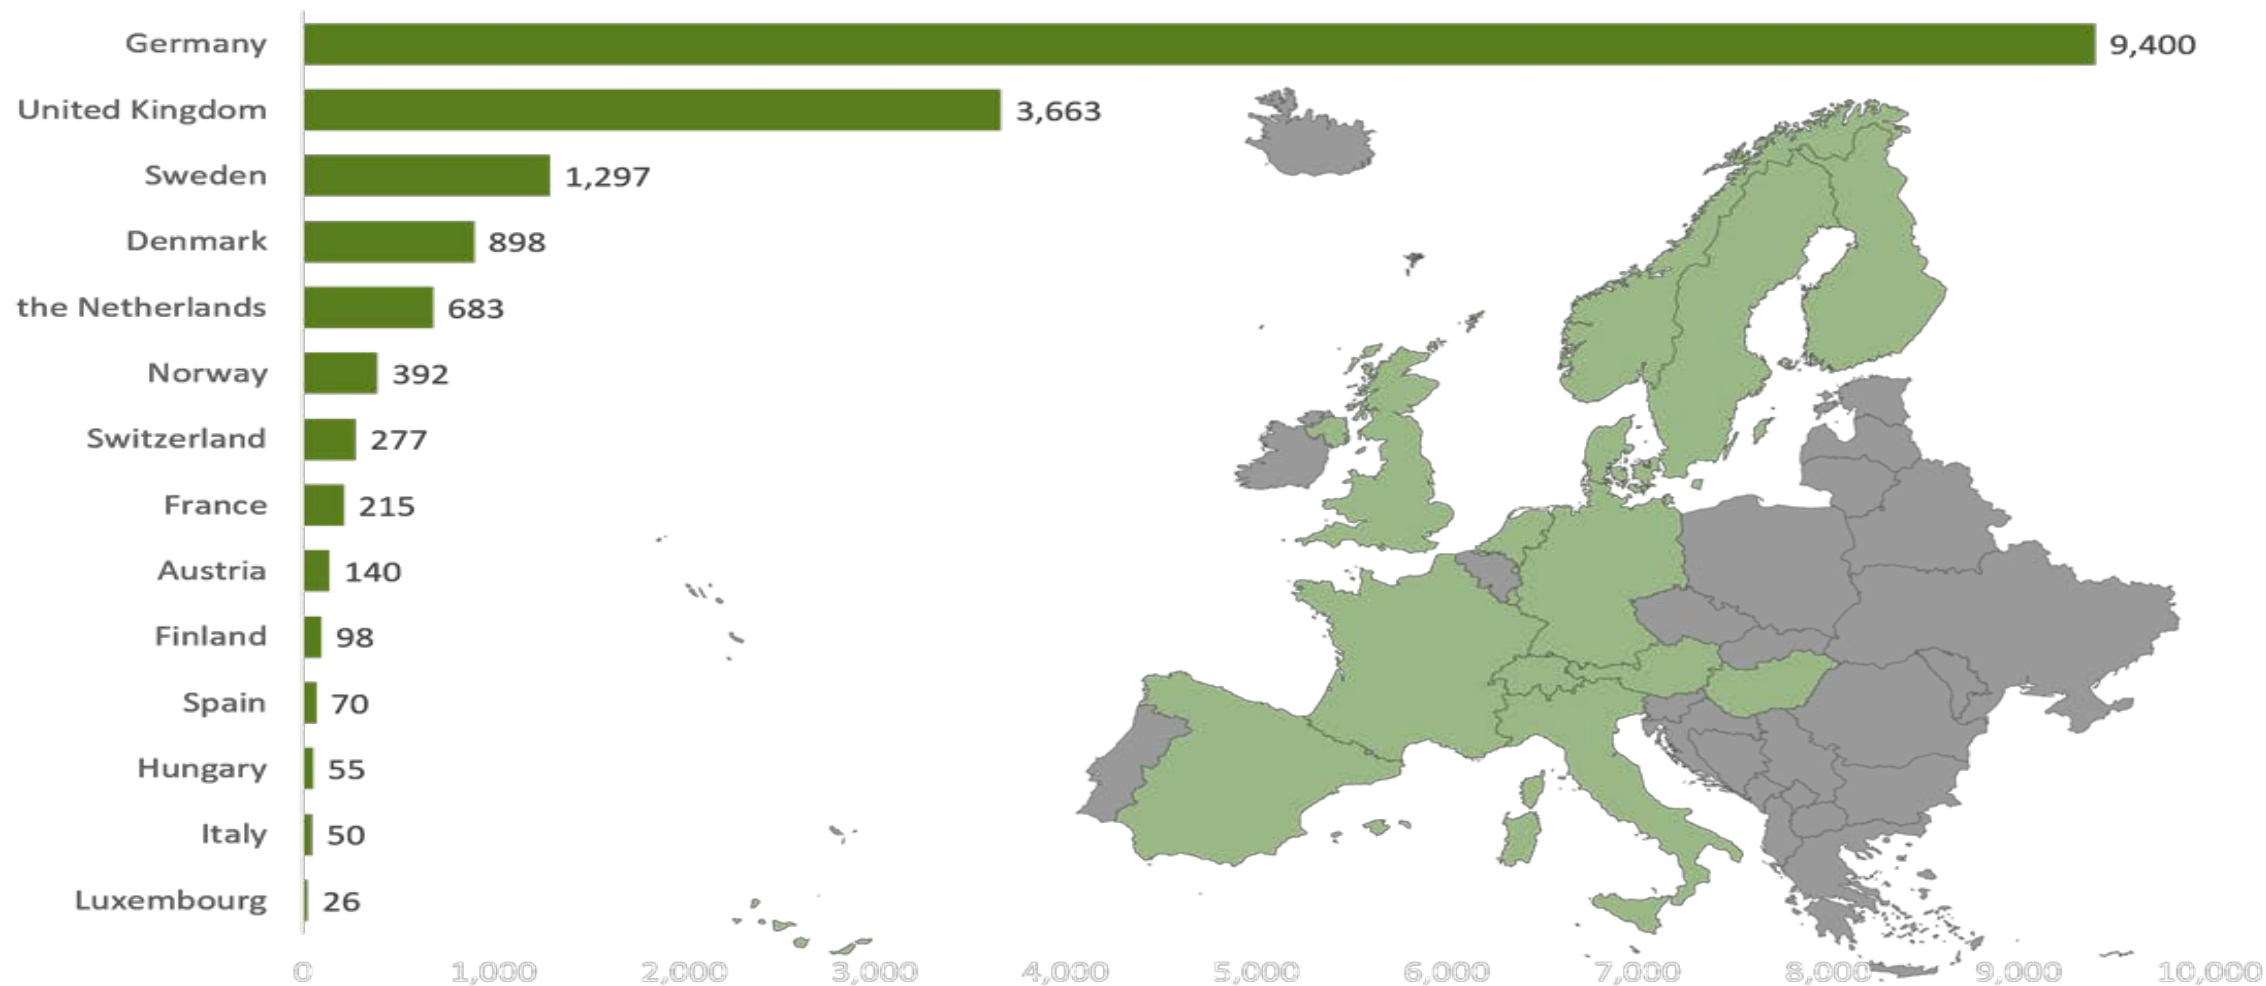 Germany 9,400
United Kingdom 3,663
Sweden 1,297
Denmark 898
the Netherlands 683
Norway 392
Switzerland 277
France 215
Austria 140
Finland 98
Spain 70
Hungary 55
Italy 50
Luxembourg 26
0 1,000 2,000 3,000 4,000 5,000 6,000 7,000 8,000 9,000 10,000